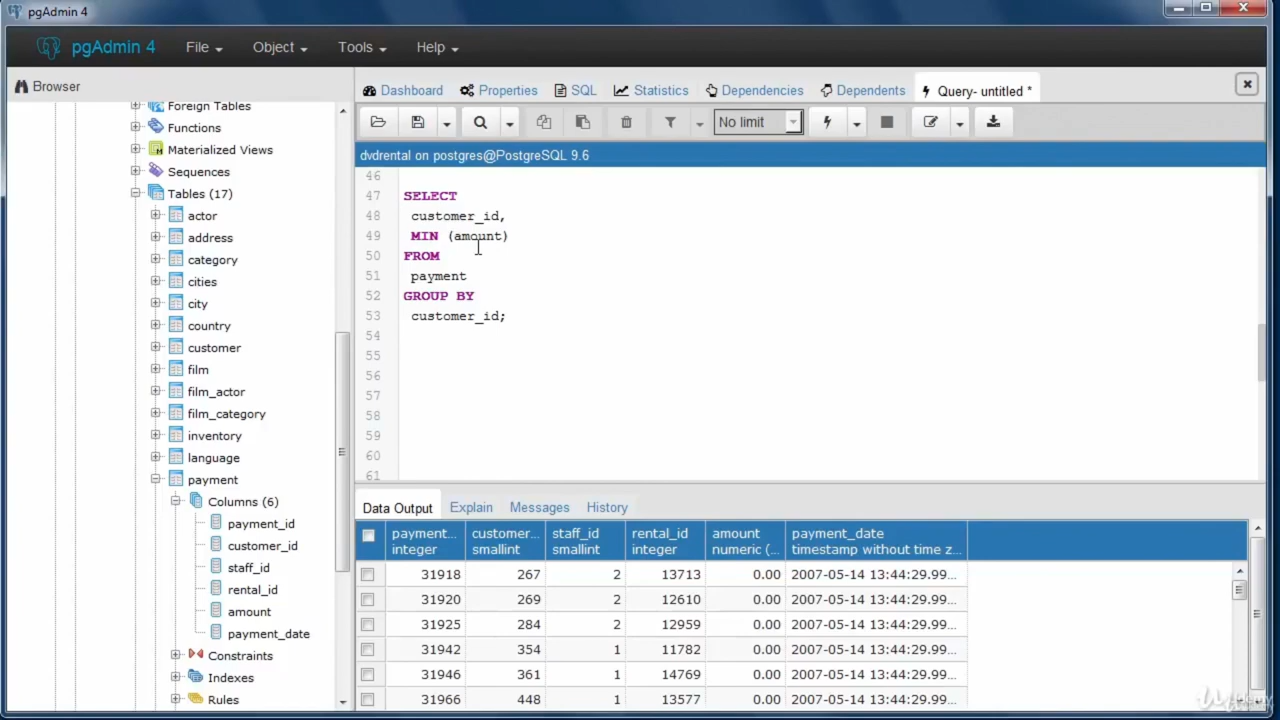 pgAdmin 4
pgAdmin 4 File Object Tools Help
Browser
Dashboard Properties SQL Statistics Dependencies Dependents Query- untitled *
No limit
dvdrental on postgres@PostgreSQL 9.6
Foreign Tables
Functions
Materialized Views
Sequences
Tables (17)
actor
address
category
cities
city
country
customer
film
film_actor
film_category
inventory
language
payment
Columns (6)
payment_id
customer_id
staff_id
rental_id
amount
payment_date
Constraints
Indexes
Rules
46
47 SELECT
48 customer_id,
49 MIN (amount)
50 FROM
51 payment
52 GROUP BY
53 customer_id;
54
55
56
57
58
59
60
61
Data Output Explain Messages History
payment... customer... staff_id rental_id amount payment_date
integer smallint smallint integer numeric (... timestamp without time z...
31918 267 2 13713 0.00 2007-05-14 13:44:29.99...
31920 269 2 12610 0.00 2007-05-14 13:44:29.99...
31925 284 2 12959 0.00 2007-05-14 13:44:29.99...
31942 354 1 11782 0.00 2007-05-14 13:44:29.99...
31946 361 1 14769 0.00 2007-05-14 13:44:29.99...
31966 448 1 13577 0.00 2007-05-14 13:44:29.99...